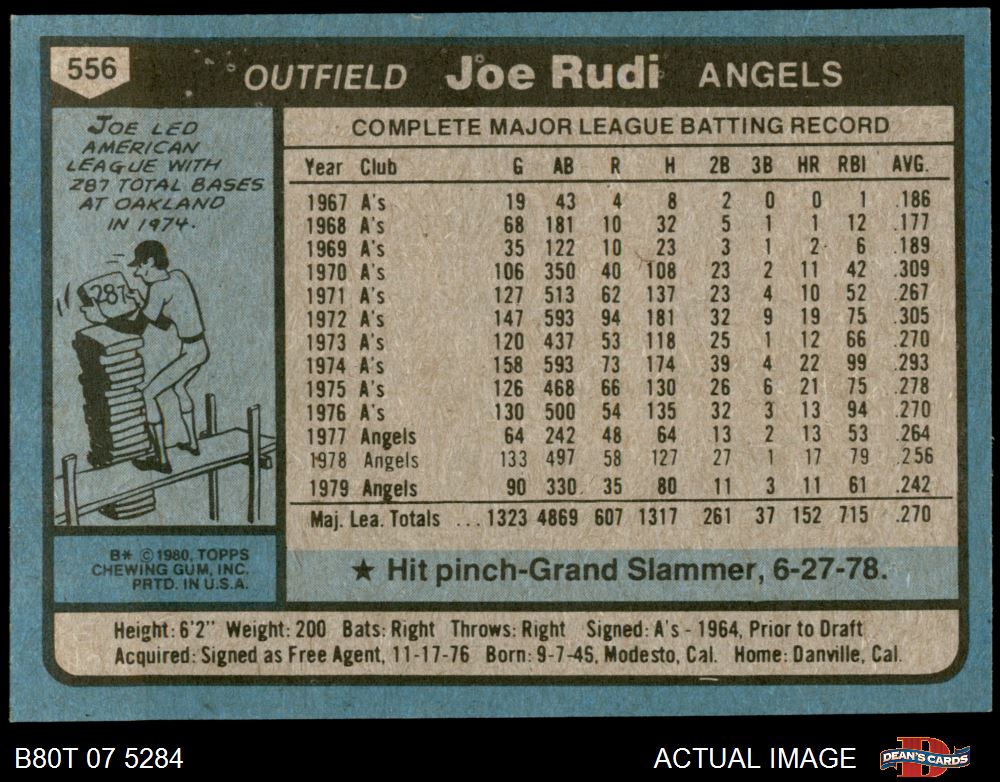 556 OUTFIELD Joe Rudi ANGELS
JOE LED
AMERICAN
LEAGUE WITH
287 TOTAL BASES
AT OAKLAND
IN 1974.
287
B* © 1980, TOPPS
CHEWING GUM, INC.
PRTD. IN U.S.A.
COMPLETE MAJOR LEAGUE BATTING RECORD
Year Club G AB R H 2B 3B HR RBI AVG.
1967 A's 19 43 4 8 2 0 0 1 .186
1968 A's 68 181 10 32 5 1 1 12 .177
1969 A's 35 122 10 23 3 1 2 6 .189
1970 A's 106 350 40 108 23 2 11 42 .309
1971 A's 127 513 62 137 23 4 10 52 .267
1972 A's 147 593 94 181 32 9 19 75 .305
1973 A's 120 437 53 118 25 1 12 66 .270
1974 A's 158 593 73 174 39 4 22 99 .293
1975 A's 126 468 66 130 26 6 21 75 .278
1976 A's 130 500 54 135 32 3 13 94 .270
1977 Angels 64 242 48 64 13 2 13 53 .264
1978 Angels 133 497 58 127 27 1 17 79 .256
1979 Angels 90 330 35 80 11 3 11 61 .242
Maj. Lea. Totals ... 1323 4869 607 1317 261 37 152 715 .270
★ Hit pinch-Grand Slammer, 6-27-78.
Height: 6'2" Weight: 200 Bats: Right Throws: Right Signed: A's - 1964, Prior to Draft
Acquired: Signed as Free Agent, 11-17-76 Born: 9-7-45, Modesto, Cal. Home: Danville, Cal.
B80T 07 5284 ACTUAL IMAGE DEAN'S CARDS